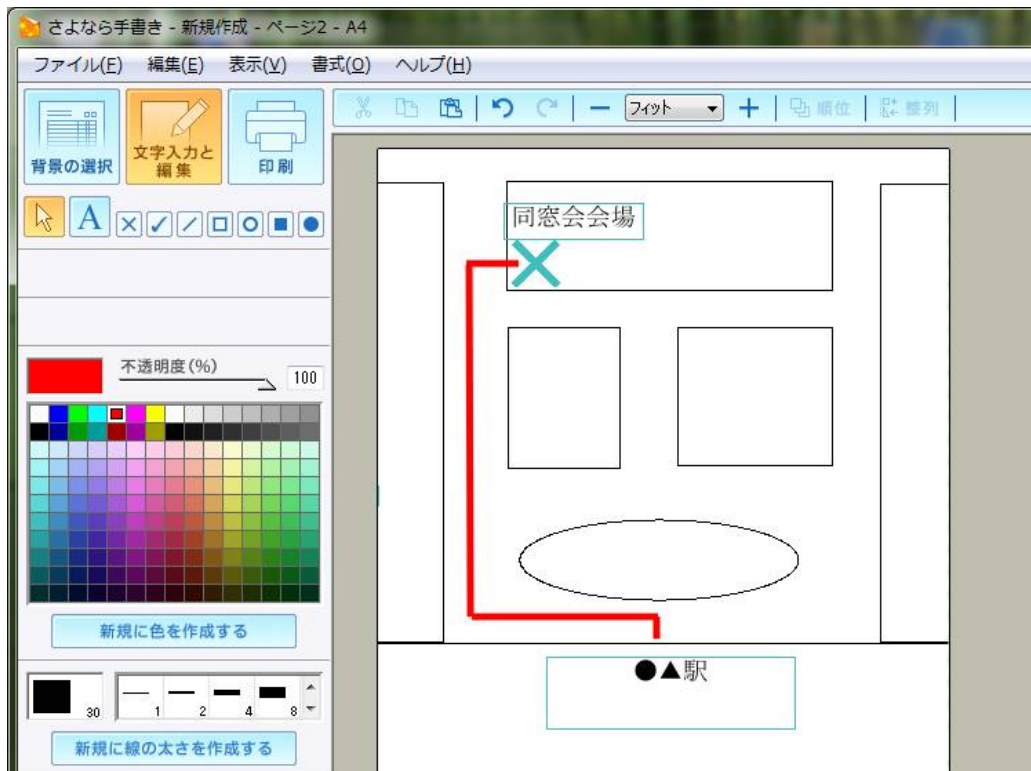 さよなら手書き - 新規作成 - ページ2 - A4
ファイル(F) 編集(E) 表示(V) 書式(O) ヘルプ(H)
背景の選択
文字入力と
編集
印刷
フィット
順位
整列
A
不透明度(%)
100
新規に色を作成する
30
1
2
4
8
新規に線の太さを作成する
同窓会会場
●▲駅